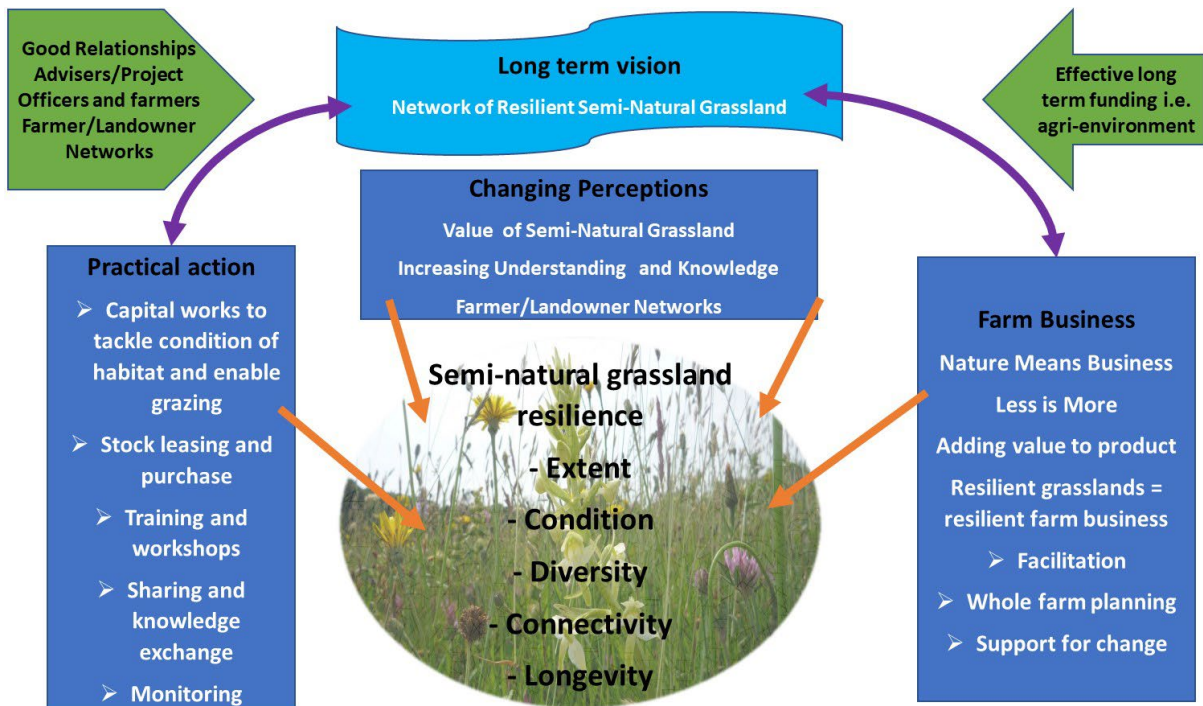 Good Relationships
Advisers/Project
Officers and farmers
Farmer/Landowner
Networks
Long term vision
Network of Resilient Semi-Natural Grassland
Effective long
term funding i.e.
agri-environment
Changing Perceptions
Value of Semi-Natural Grassland
Increasing Understanding and Knowledge
Farmer/Landowner Networks
Practical action
➢ Capital works to
tackle condition of
habitat and enable
grazing
➢ Stock leasing and
purchase
➢ Training and
workshops
➢ Sharing and
knowledge
exchange
➢ Monitoring
Semi-natural grassland
resilience
- Extent
- Condition
- Diversity
- Connectivity
- Longevity
Farm Business
Nature Means Business
Less is More
Adding value to product
Resilient grasslands =
resilient farm business
➢ Facilitation
➢ Whole farm planning
➢ Support for change